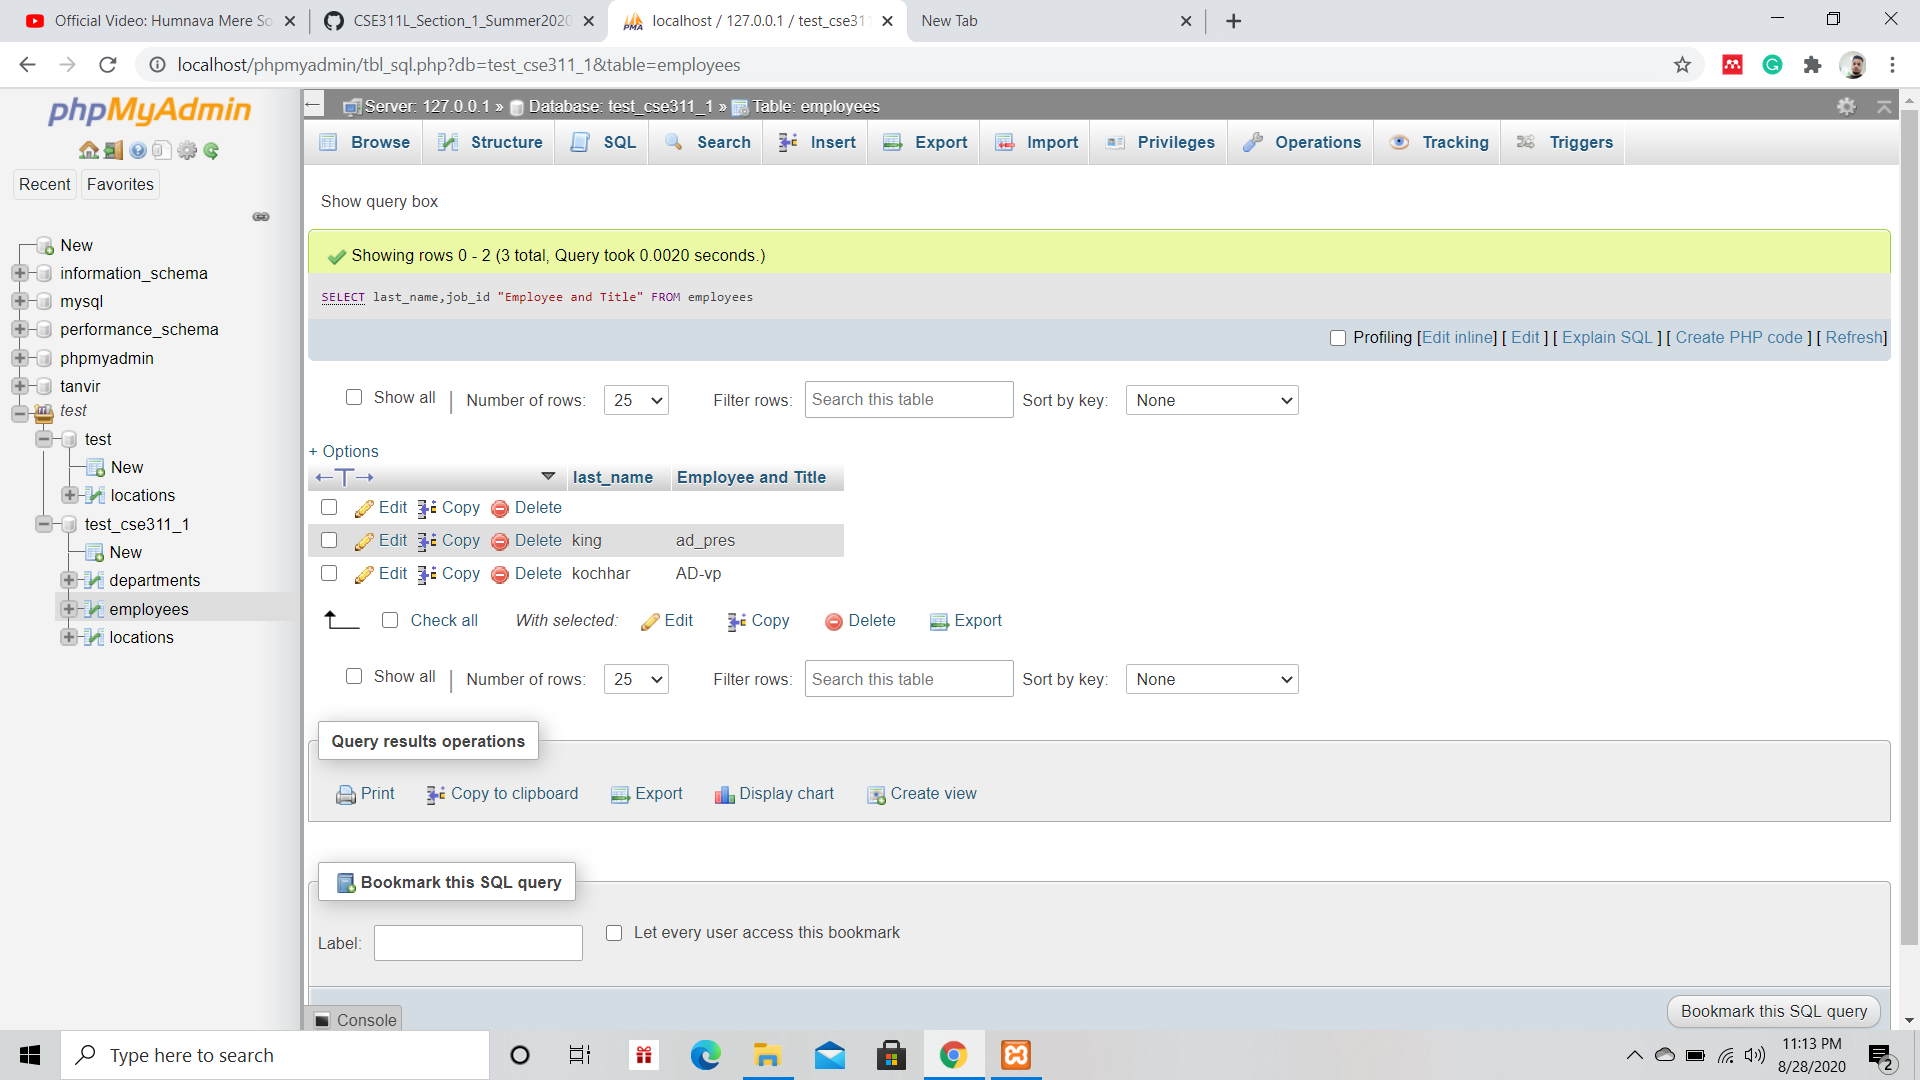 Official Video: Humnava Mere So
CSE311L_Section_1_Summer2020
localhost / 127.0.0.1 / test_cse311
New Tab
localhost/phpmyadmin/tbl_sql.php?db=test_cse311_1&table=employees
phpMyAdmin
Recent
Favorites
New
information_schema
mysql
performance_schema
phpmyadmin
tanvir
test
test
New
locations
test_cse311_1
New
departments
employees
locations
Server: 127.0.0.1 » Database: test_cse311_1 » Table: employees
Browse Structure SQL Search Insert Export Import Privileges Operations Tracking Triggers
Show query box
Showing rows 0 - 2 (3 total, Query took 0.0020 seconds.)
SELECT last_name,job_id "Employee and Title" FROM employees
Profiling [Edit inline] [ Edit ] [ Explain SQL ] [ Create PHP code ] [ Refresh]
Show all | Number of rows: 25 Filter rows: Search this table Sort by key: None
+ Options
←T→ last_name Employee and Title
Edit Copy Delete
Edit Copy Delete king ad_pres
Edit Copy Delete kochhar AD-vp
Check all With selected: Edit Copy Delete Export
Show all | Number of rows: 25 Filter rows: Search this table Sort by key: None
Query results operations
Print Copy to clipboard Export Display chart Create view
Bookmark this SQL query
Label: Let every user access this bookmark
Console
Bookmark this SQL query
Type here to search
11:13 PM
8/28/2020
2